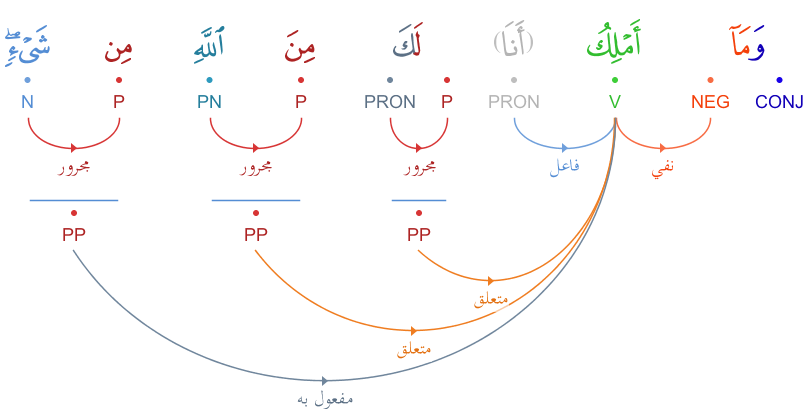 وَمَآ أَمْلِكُ (أَنَا) لَكَ مِنَ ٱللَّهِ مِن شَىْءٍۢ ۖ
CONJ NEG V PRON P PRON P PN P N
نفي فاعل مجرور مجرور مجرور
PP PP PP
متعلق
متعلق
مفعول به